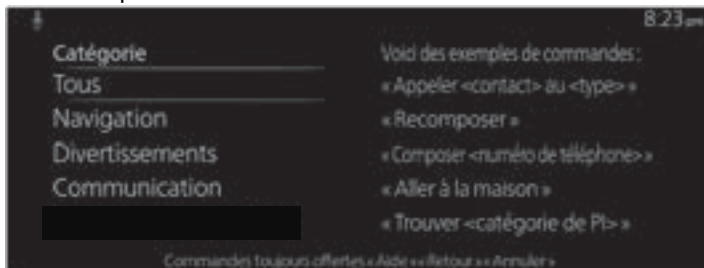 8:23 pm
Catégorie
Tous
Navigation
Divertissements
Communication
Voici des exemples de commandes :
« Appeler <contact> au <type> »
« Recomposer »
« Composer <numéro de téléphone> »
« Aller à la maison »
« Trouver <catégorie de PI> »
Commandes toujours offertes « Aide » « Retour » « Annuler »